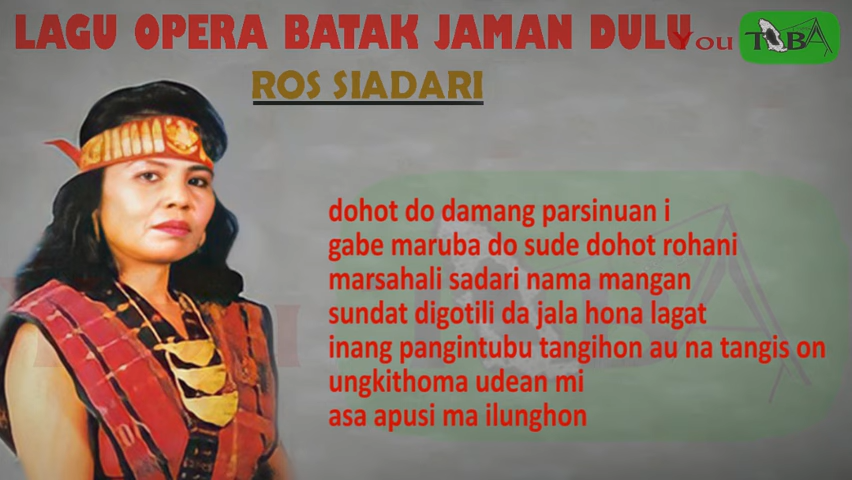 LAGU OPERA BATAK JAMAN DULU
You TOBA
ROS SIADARI
dohot do damang parsinuan i
gabe maruba do sude dohot rohani
marsahali sadari nama mangan
sundat digotili da jala hona lagat
inang pangintubu tangihon au na tangis on
ungkithoma udean mi
asa apusi ma ilunghon